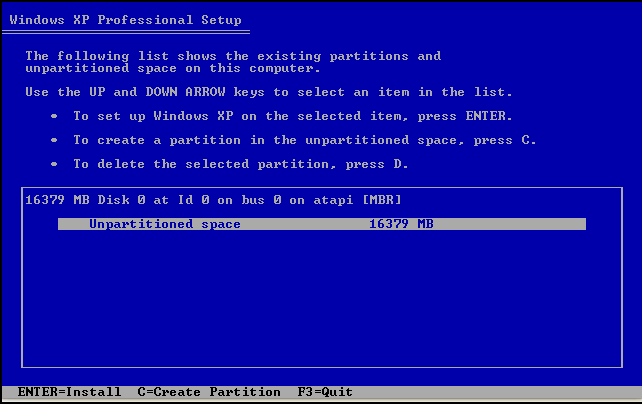 Windows XP Professional Setup
The following list shows the existing partitions and
unpartitioned space on this computer.
Use the UP and DOWN ARROW keys to select an item in the list.
• To set up Windows XP on the selected item, press ENTER.
• To create a partition in the unpartitioned space, press C.
• To delete the selected partition, press D.
16379 MB Disk 0 at Id 0 on bus 0 on atapi [MBR]
Unpartitioned space 16379 MB
ENTER=Install C=Create Partition F3=Quit